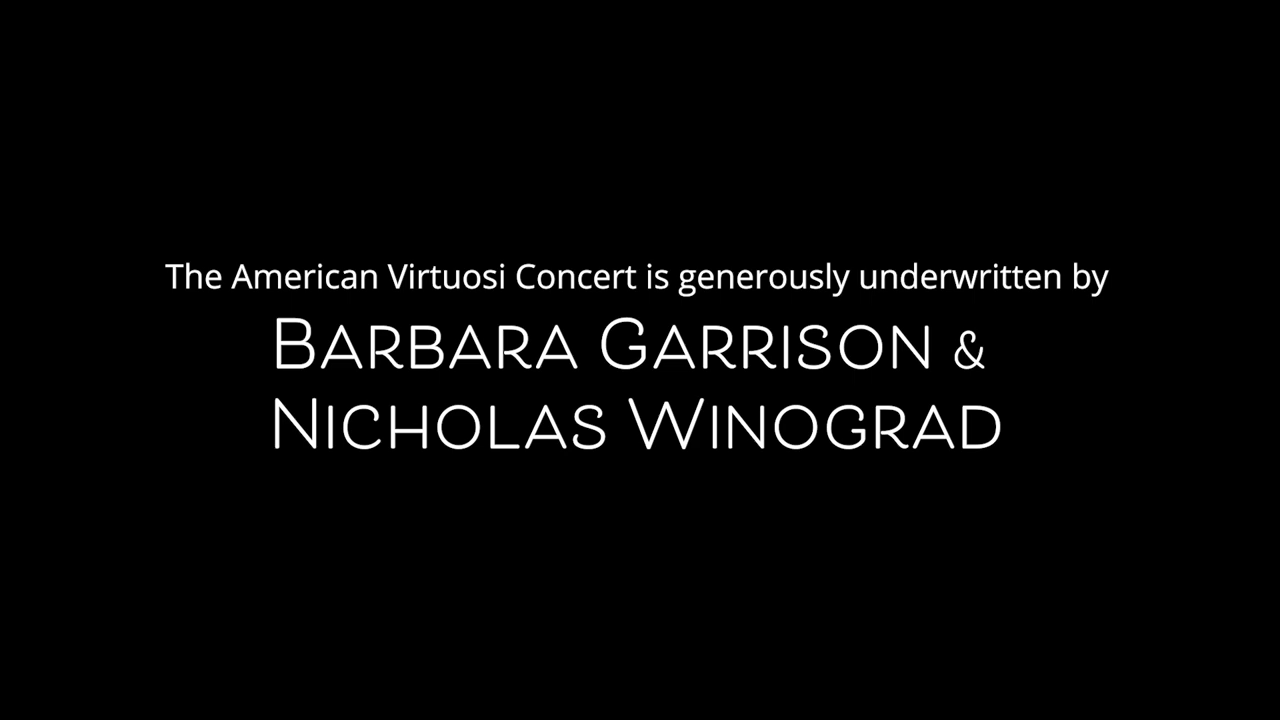 The American Virtuosi Concert is generously underwritten by
BARBARA GARRISON &
NICHOLAS WINOGRAD